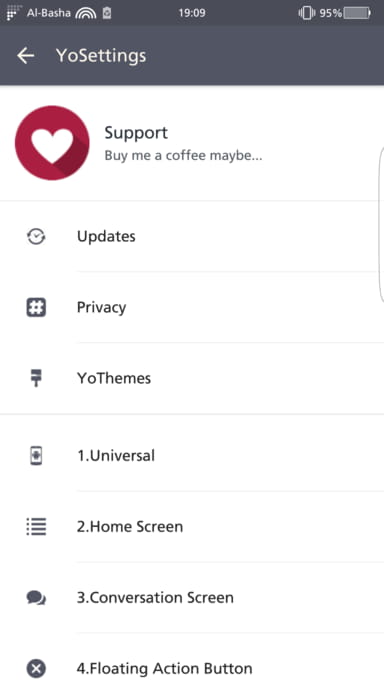 Al-Basha 19:09 95%
YoSettings
Support
Buy me a coffee maybe...
Updates
Privacy
YoThemes
1.Universal
2.Home Screen
3.Conversation Screen
4.Floating Action Button